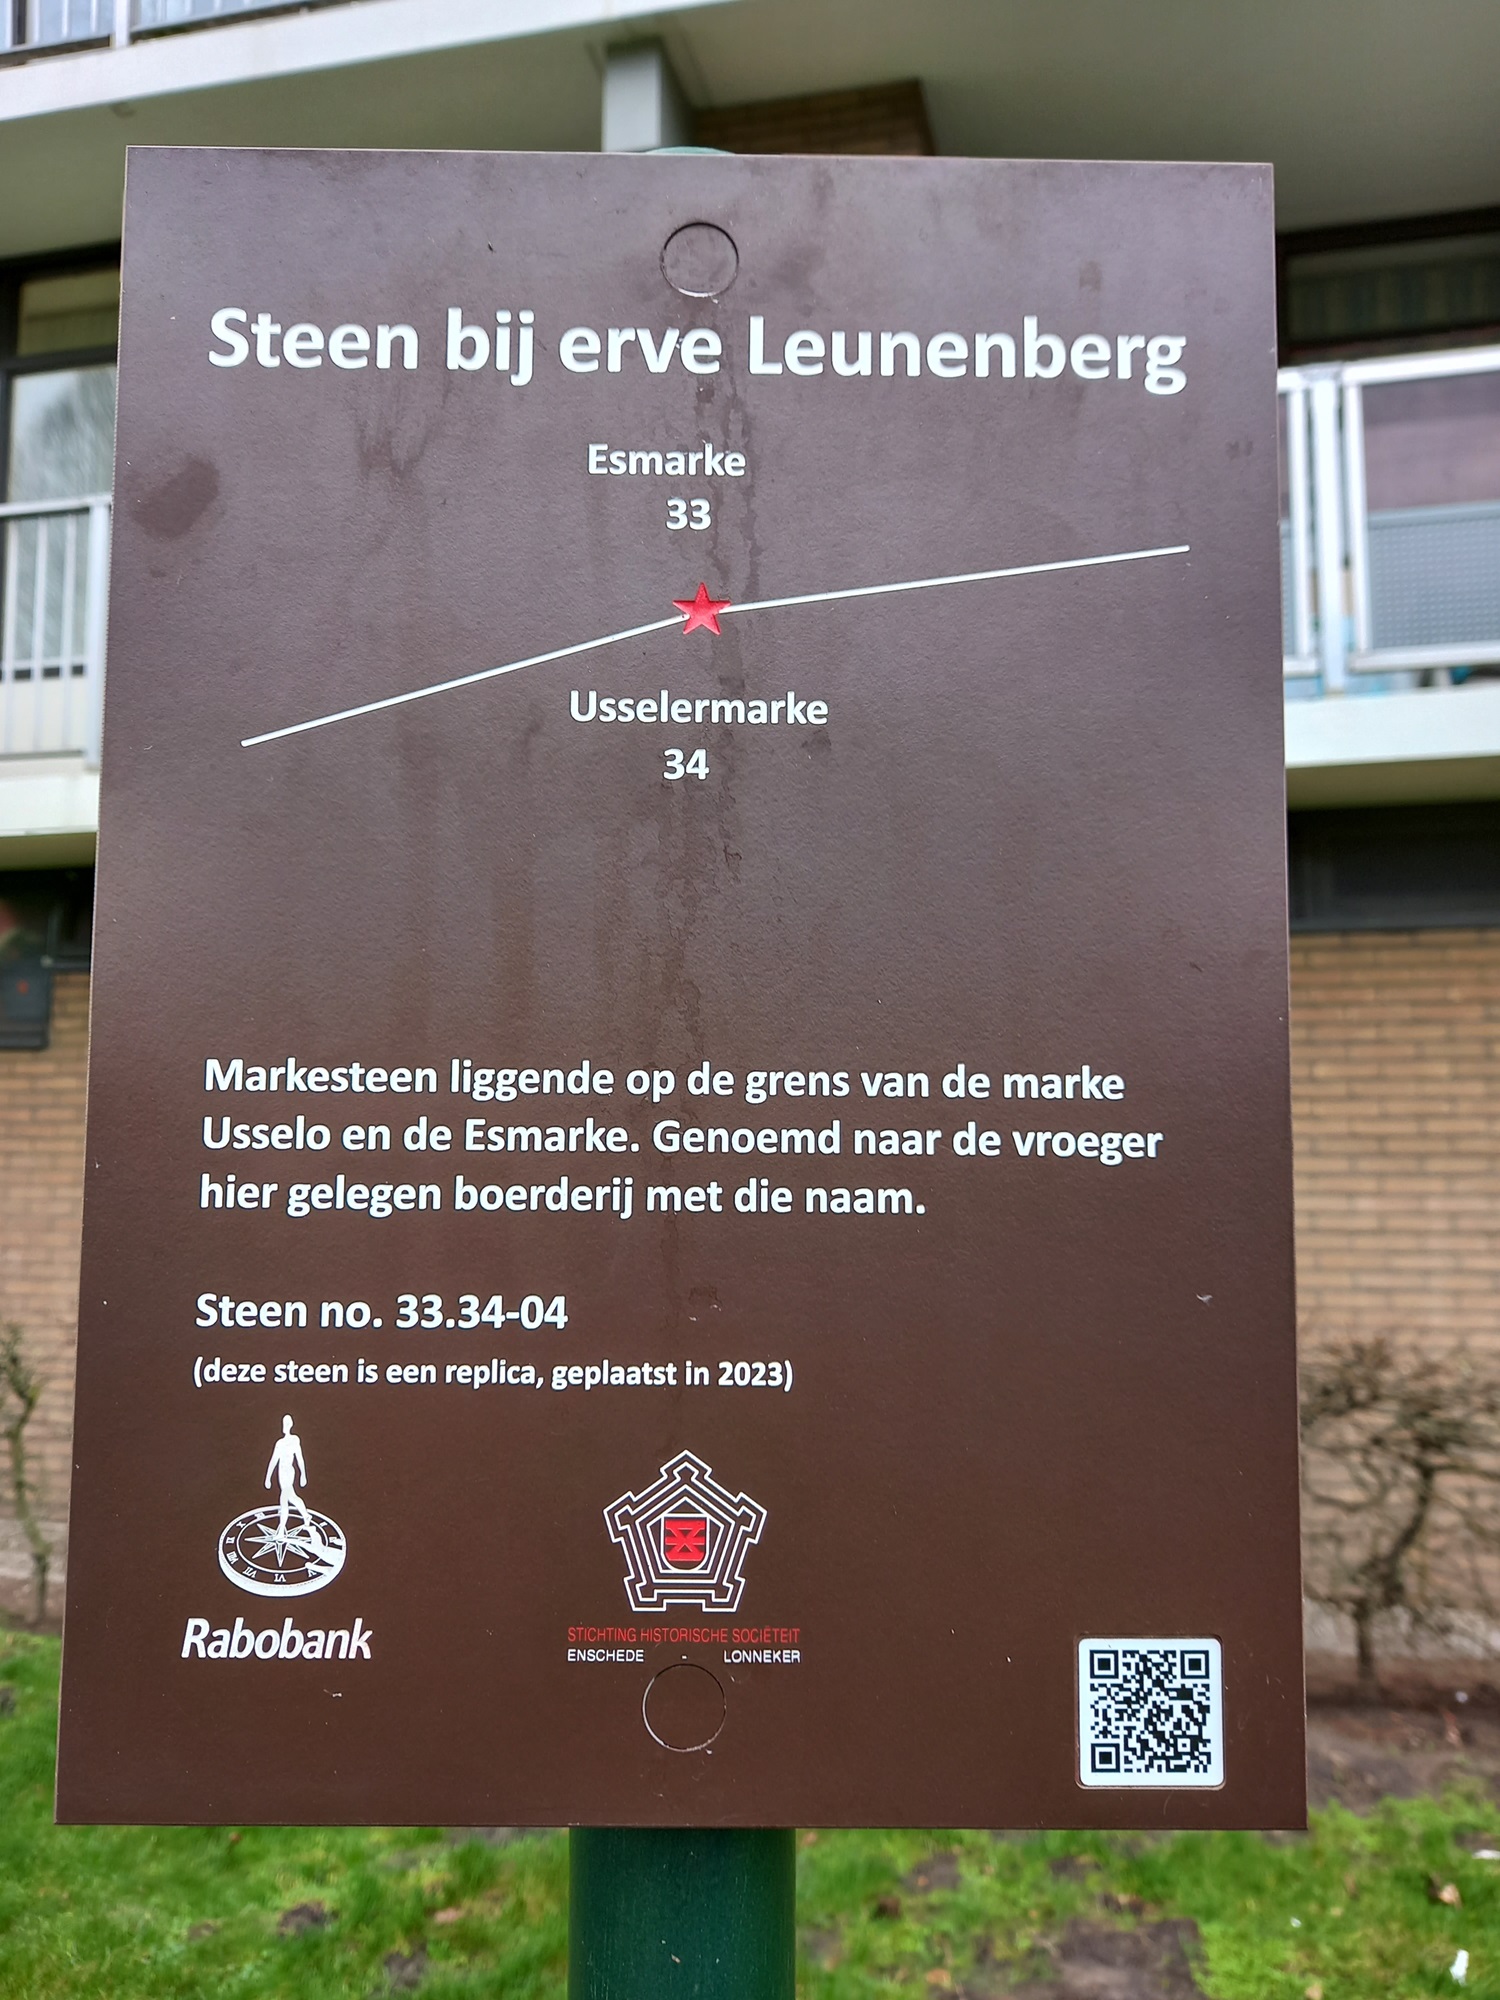 Steen bij erve Leunenberg
Esmarke
33
Usselermarke
34
Markesteen liggende op de grens van de marke
Usselo en de Esmarke. Genoemd naar de vroeger
hier gelegen boerderij met die naam.
Steen no. 33.34-04
(deze steen is een replica, geplaatst in 2023)
Rabobank
STICHTING HISTORISCHE SOCIËTEIT
ENSCHEDE - LONNEKER